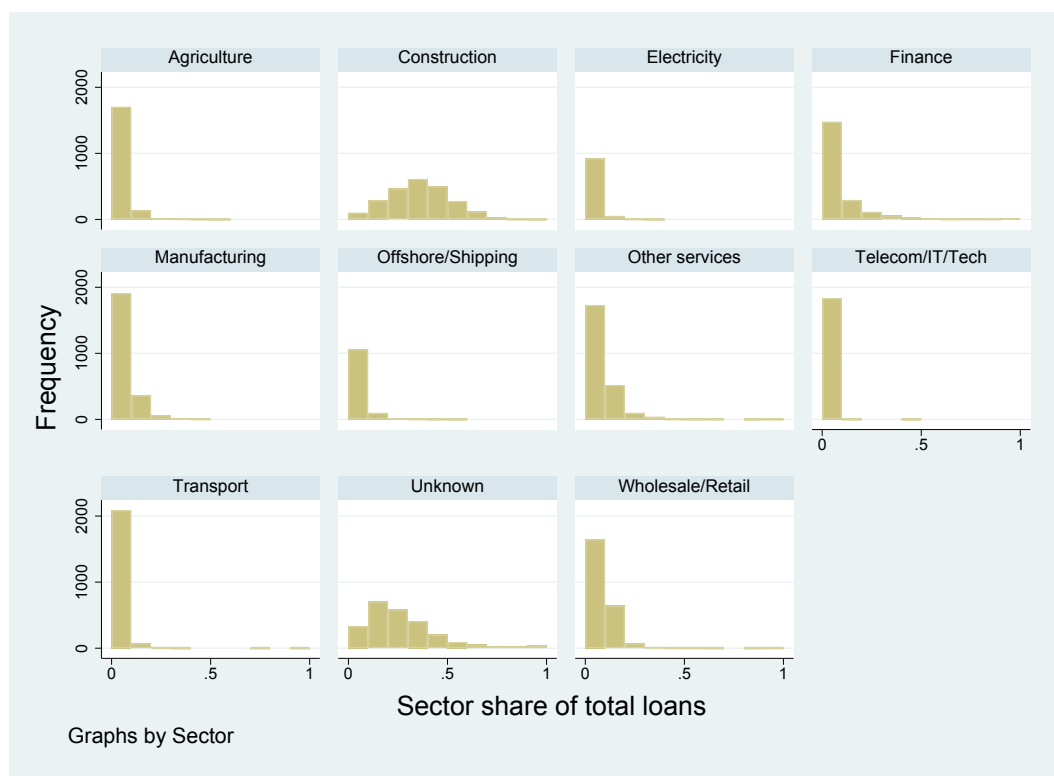 Agriculture Construction Electricity Finance
2000
1000
0
Manufacturing Offshore/Shipping Other services Telecom/IT/Tech
2000
1000
0
0 .5 1
Transport Unknown Wholesale/Retail
2000
1000
0
0 .5 1 0 .5 1 0 .5 1
Frequency
Sector share of total loans
Graphs by Sector